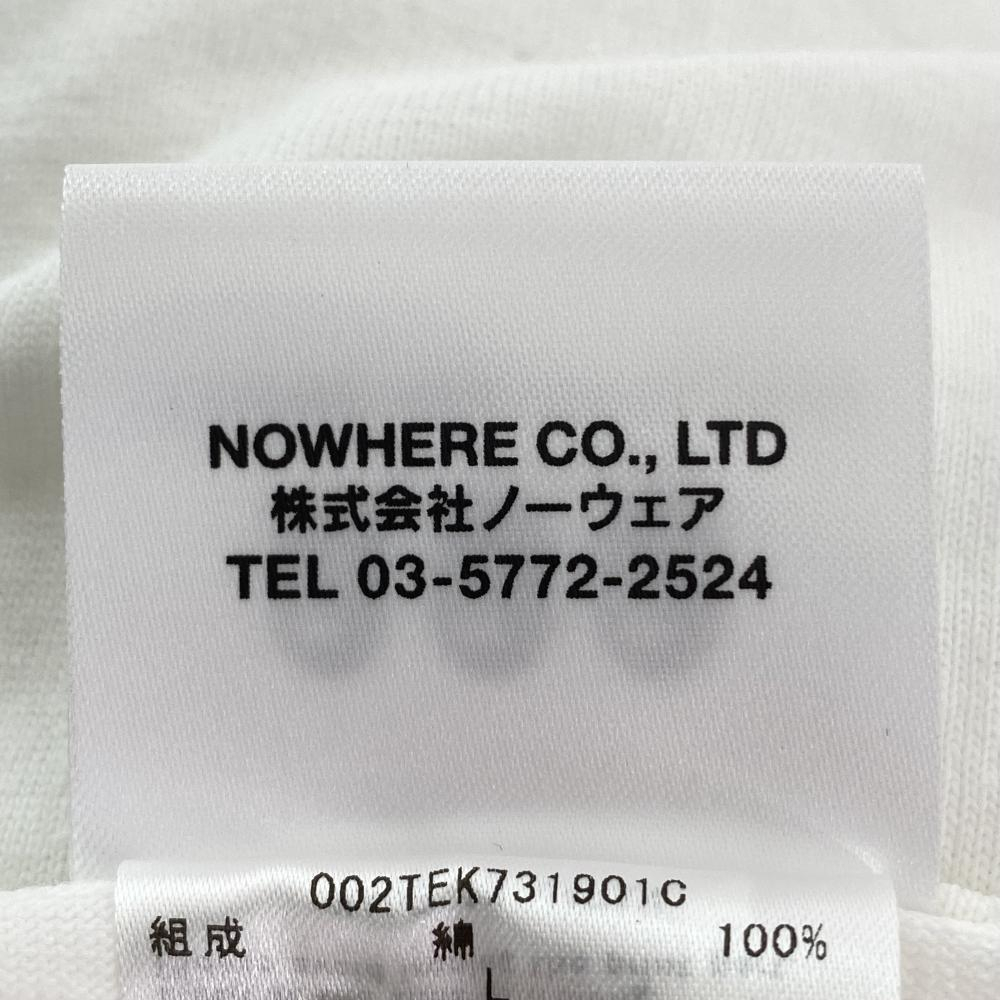 NOWHERE CO., LTD
株式会社ノーウェア
TEL 03-5772-2524
002TEK731901C
組成 綿 100%
L